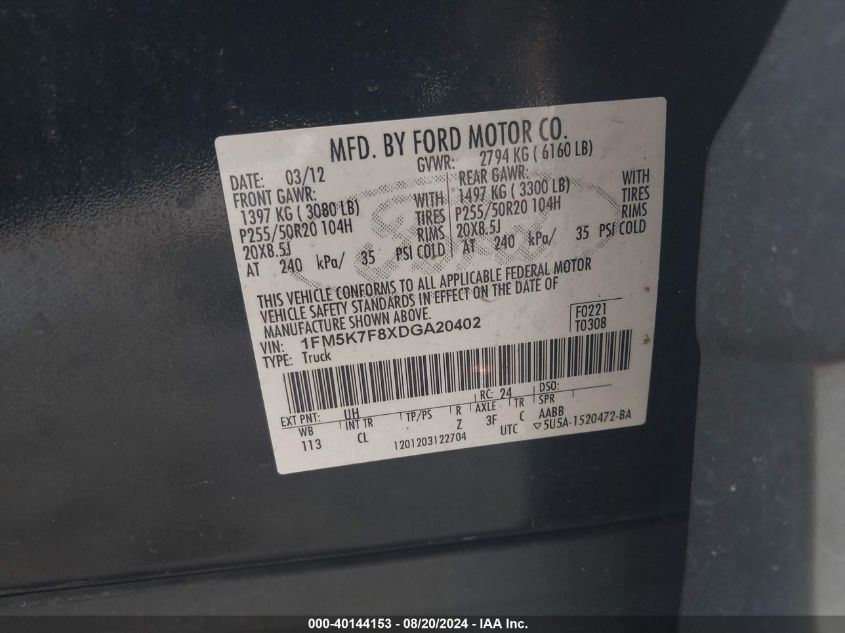 MFD. BY FORD MOTOR CO.
DATE: 03/12 GVWR: 2794 KG ( 6160 LB)
FRONT GAWR: REAR GAWR:
1397 KG ( 3080 LB) WITH 1497 KG ( 3300 LB) WITH
P255/50R20 104H TIRES P255/50R20 104H TIRES
20X8.5J RIMS 20X8.5J RIMS
AT 240 kPa/ 35 PSI COLD AT 240 kPa/ 35 PSI COLD
Ford
THIS VEHICLE CONFORMS TO ALL APPLICABLE FEDERAL MOTOR
VEHICLE SAFETY STANDARDS IN EFFECT ON THE DATE OF
MANUFACTURE SHOWN ABOVE.
VIN: 1FM5K7F8XDGA20402 F0221
TYPE: Truck T0308
EXT PNT: UH RC: 24 DSO:
WB INT TR TP/PS R AXLE TR SPR
113 CL Z 3F C AABB
1201203122704 UTC ▽5U5A-1520472-BA
000-40144153 - 08/20/2024 - IAA Inc.